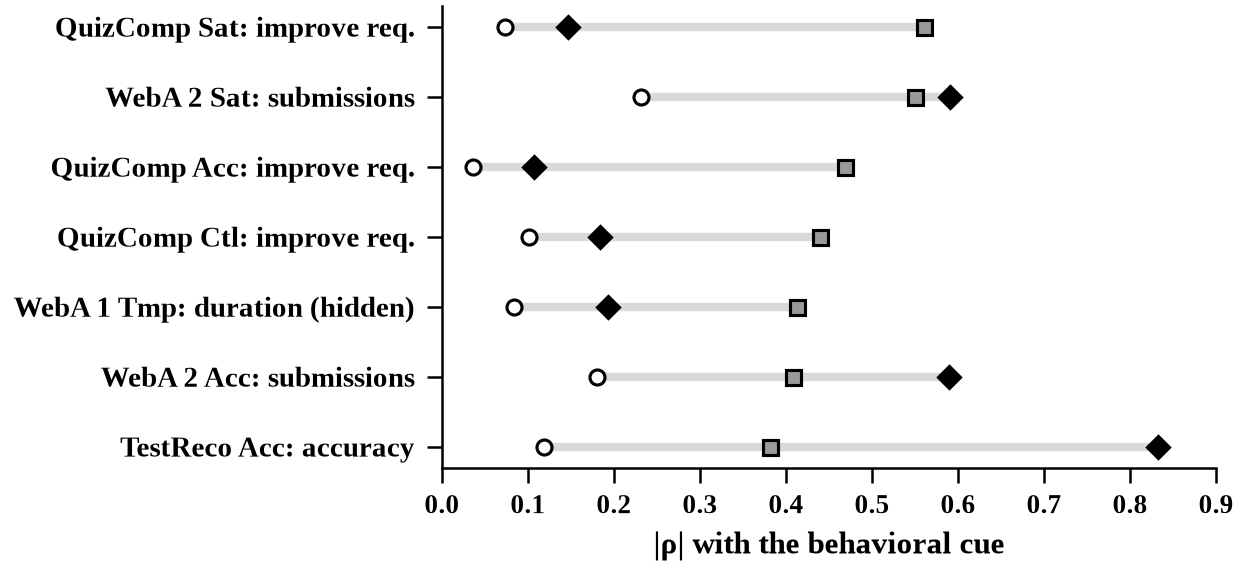 QuizComp Sat: improve req.
WebA 2 Sat: submissions
QuizComp Acc: improve req.
QuizComp Ctl: improve req.
WebA 1 Tmp: duration (hidden)
WebA 2 Acc: submissions
TestReco Acc: accuracy
0.0 0.1 0.2 0.3 0.4 0.5 0.6 0.7 0.8 0.9
|ρ| with the behavioral cue